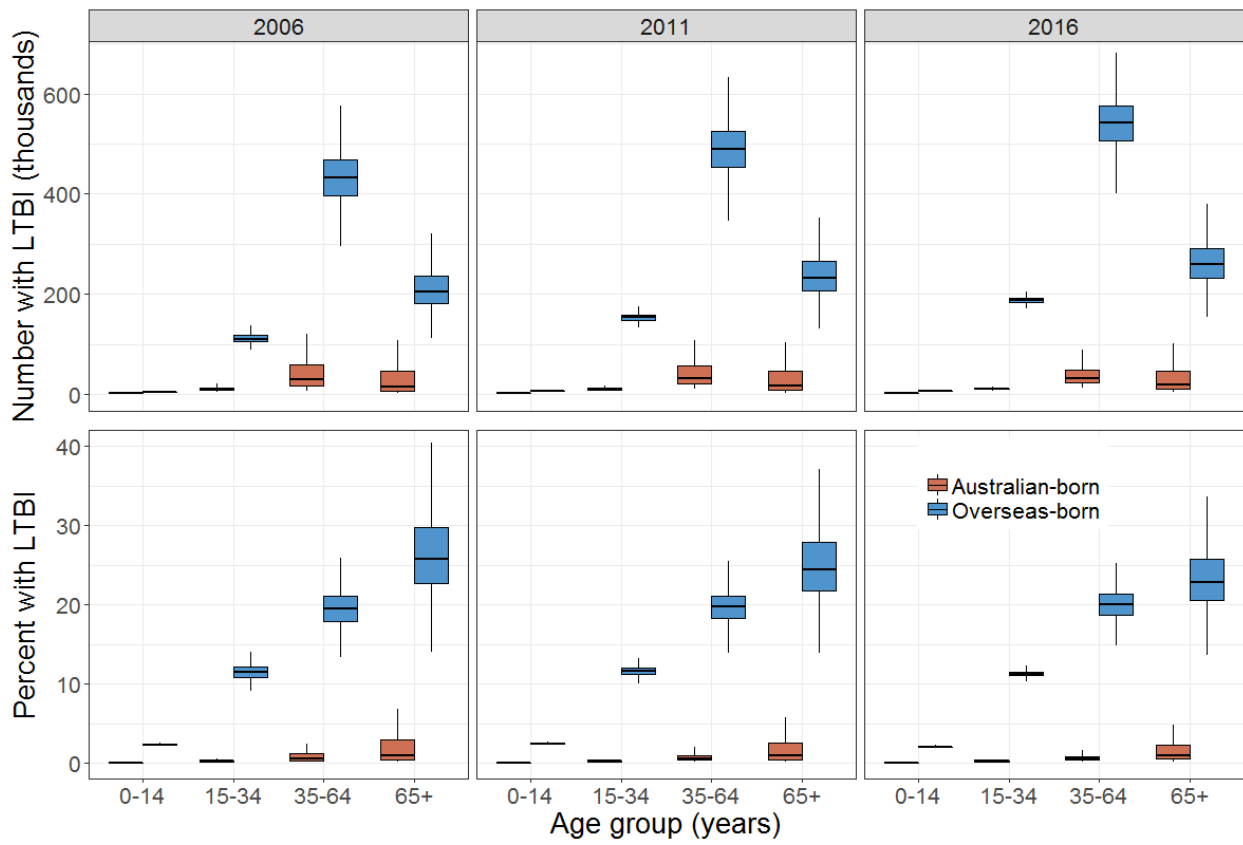 2006 2011 2016
Number with LTBI (thousands)
600
400
200
0
Percent with LTBI
40
30
20
10
0
Australian-born
Overseas-born
0-14 15-34 35-64 65+ 0-14 15-34 35-64 65+ 0-14 15-34 35-64 65+
Age group (years)